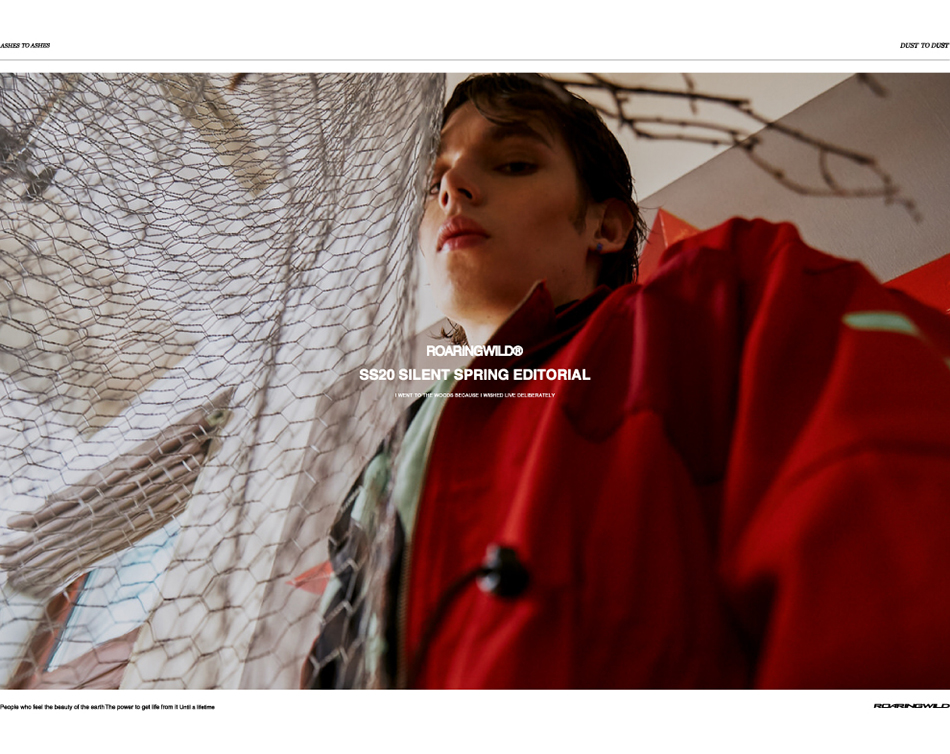 ASHES TO ASHES
DUST TO DUST
ROARINGWILD®
SS20 SILENT SPRING EDITORIAL
I WENT TO THE WOODS BECAUSE I WISHED LIVE DELIBERATELY
People who feel the beauty of the earth The power to get life from it Until a lifetime
ROARINGWILD